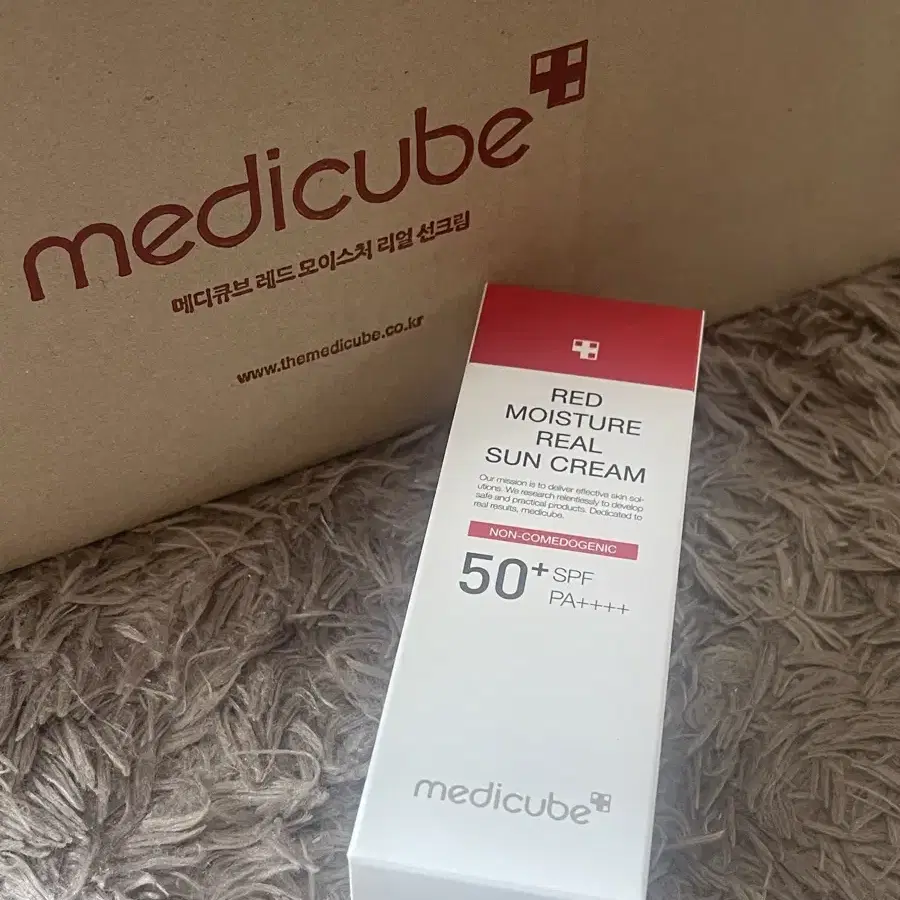 medicube
메디큐브 레드 모이스처 리얼 선크림
www.themedicube.co.kr
RED
MOISTURE
REAL
SUN CREAM
Our mission is to deliver effective skin sol-
utions. We research relentlessly to develop
safe and practical products. Dedicated to
real results, medicube.
NON-COMEDOGENIC
50+ SPF
PA++++
medicube